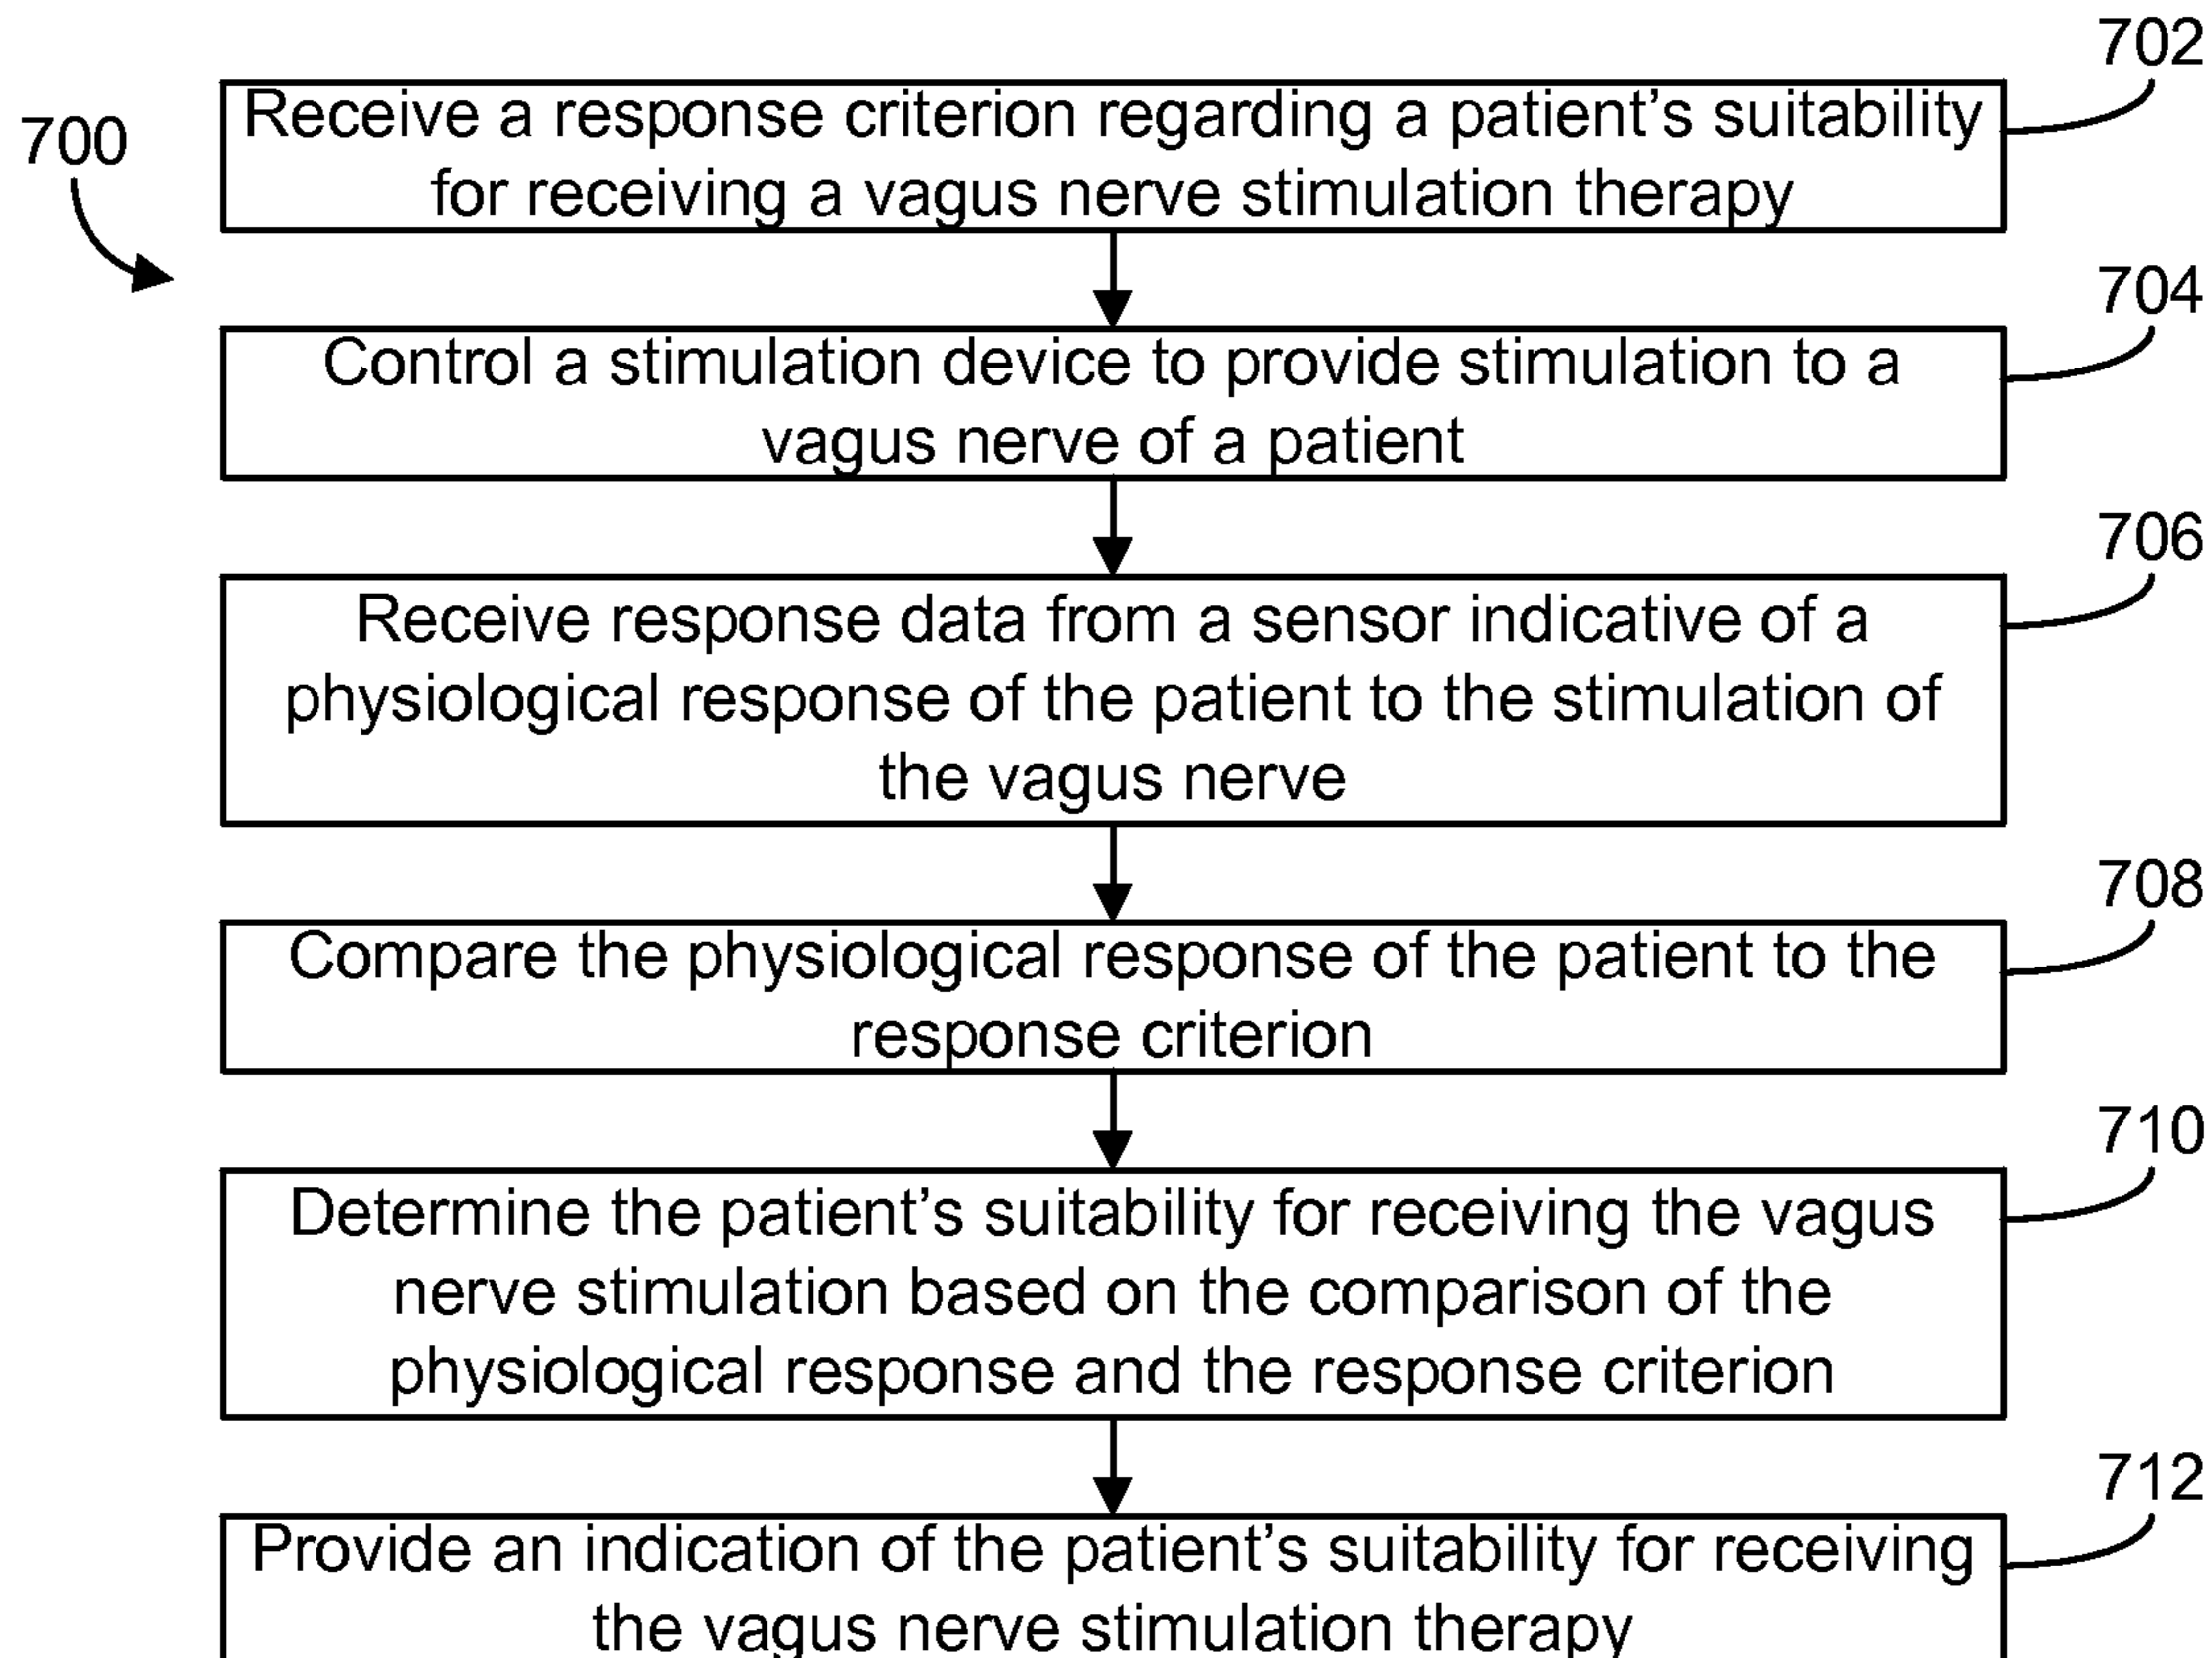 702
700
Receive a response criterion regarding a patient’s suitability
for receiving a vagus nerve stimulation therapy
704
Control a stimulation device to provide stimulation to a
vagus nerve of a patient
706
Receive response data from a sensor indicative of a
physiological response of the patient to the stimulation of
the vagus nerve
708
Compare the physiological response of the patient to the
response criterion
710
Determine the patient’s suitability for receiving the vagus
nerve stimulation based on the comparison of the
physiological response and the response criterion
712
Provide an indication of the patient’s suitability for receiving
the vagus nerve stimulation therapy